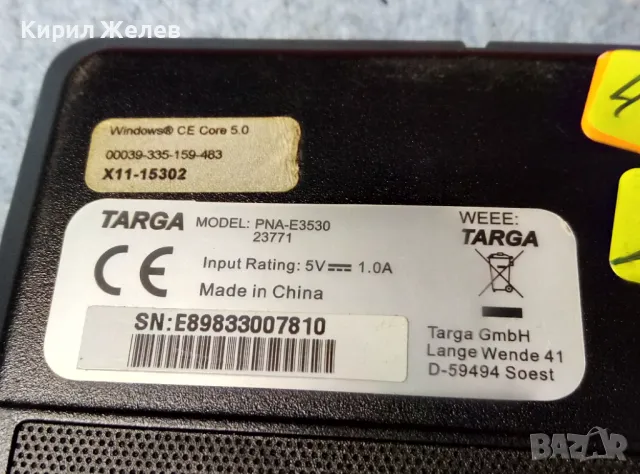 Кирил Желев
Windows® CE Core 5.0
00039-335-159-483
X11-15302
TARGA MODEL: PNA-E3530
23771
Input Rating: 5V⎓ 1.0A
CE Made in China
SN:E89833007810
WEEE:
TARGA
Targa GmbH
Lange Wende 41
D-59494 Soest
4
BAZAR